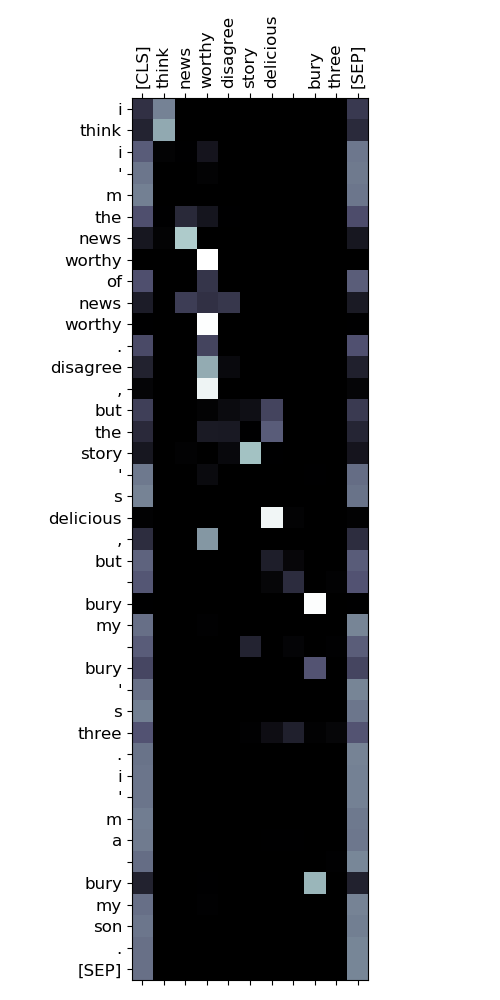 [CLS] think news worthy disagree story delicious bury three [SEP]
i
think
i
'
m
the
news
worthy
of
news
worthy
.
disagree
,
but
the
story
'
s
delicious
,
but
bury
my
bury
'
s
three
.
i
'
m
a
bury
my
son
.
[SEP]